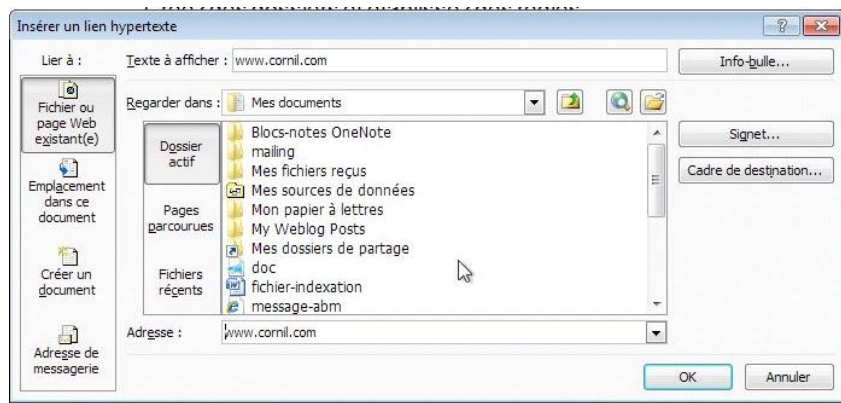 Insérer un lien hypertexte
Lier à :
Texte à afficher : www.cornil.com
Info-bulle...
Fichier ou
page Web
existant(e)
Regarder dans :
Mes documents
Dossier
actif
Blocs-notes OneNote
mailing
Mes fichiers reçus
Mes sources de données
Mon papier à lettres
My Weblog Posts
Mes dossiers de partage
doc
fichier-indexation
message-abm
Signet...
Cadre de destination...
Emplacement
dans ce
document
Pages
parcourues
Créer un
document
Fichiers
récents
Adresse : www.cornil.com
Adresse de
messagerie
OK
Annuler